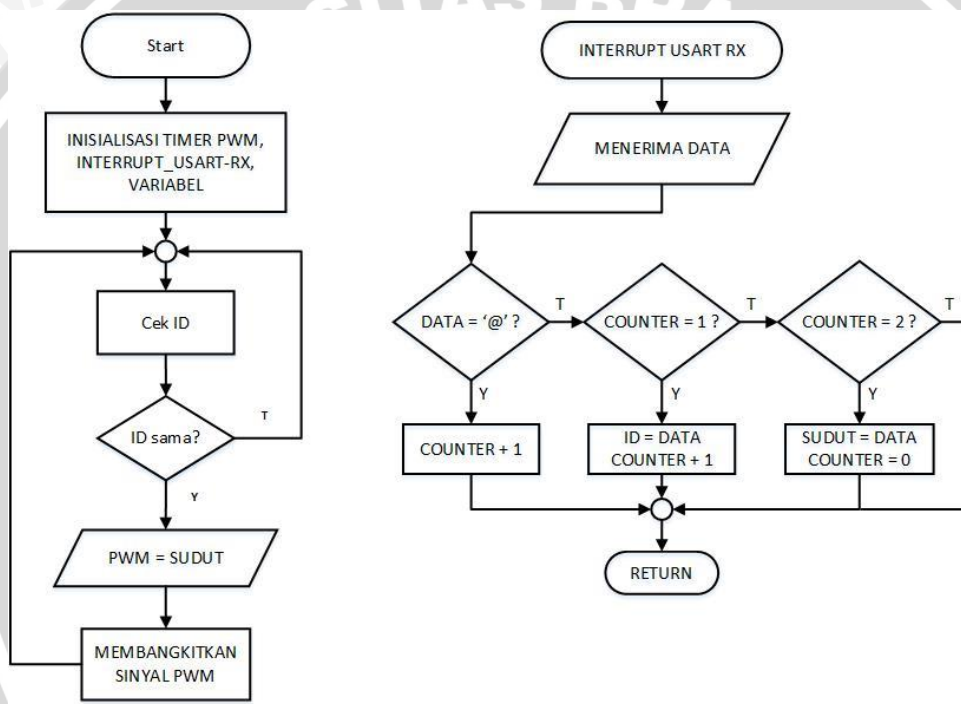 Start
INISIALISASI TIMER PWM,
INTERRUPT_USART-RX,
VARIABEL
Cek ID
ID sama?
T
Y
PWM = SUDUT
MEMBANGKITKAN
SINYAL PWM
INTERRUPT USART RX
MENERIMA DATA
DATA = ‘@’ ?
T
COUNTER = 1 ?
T
COUNTER = 2 ?
T
Y
Y
Y
COUNTER + 1
ID = DATA
COUNTER + 1
SUDUT = DATA
COUNTER = 0
RETURN